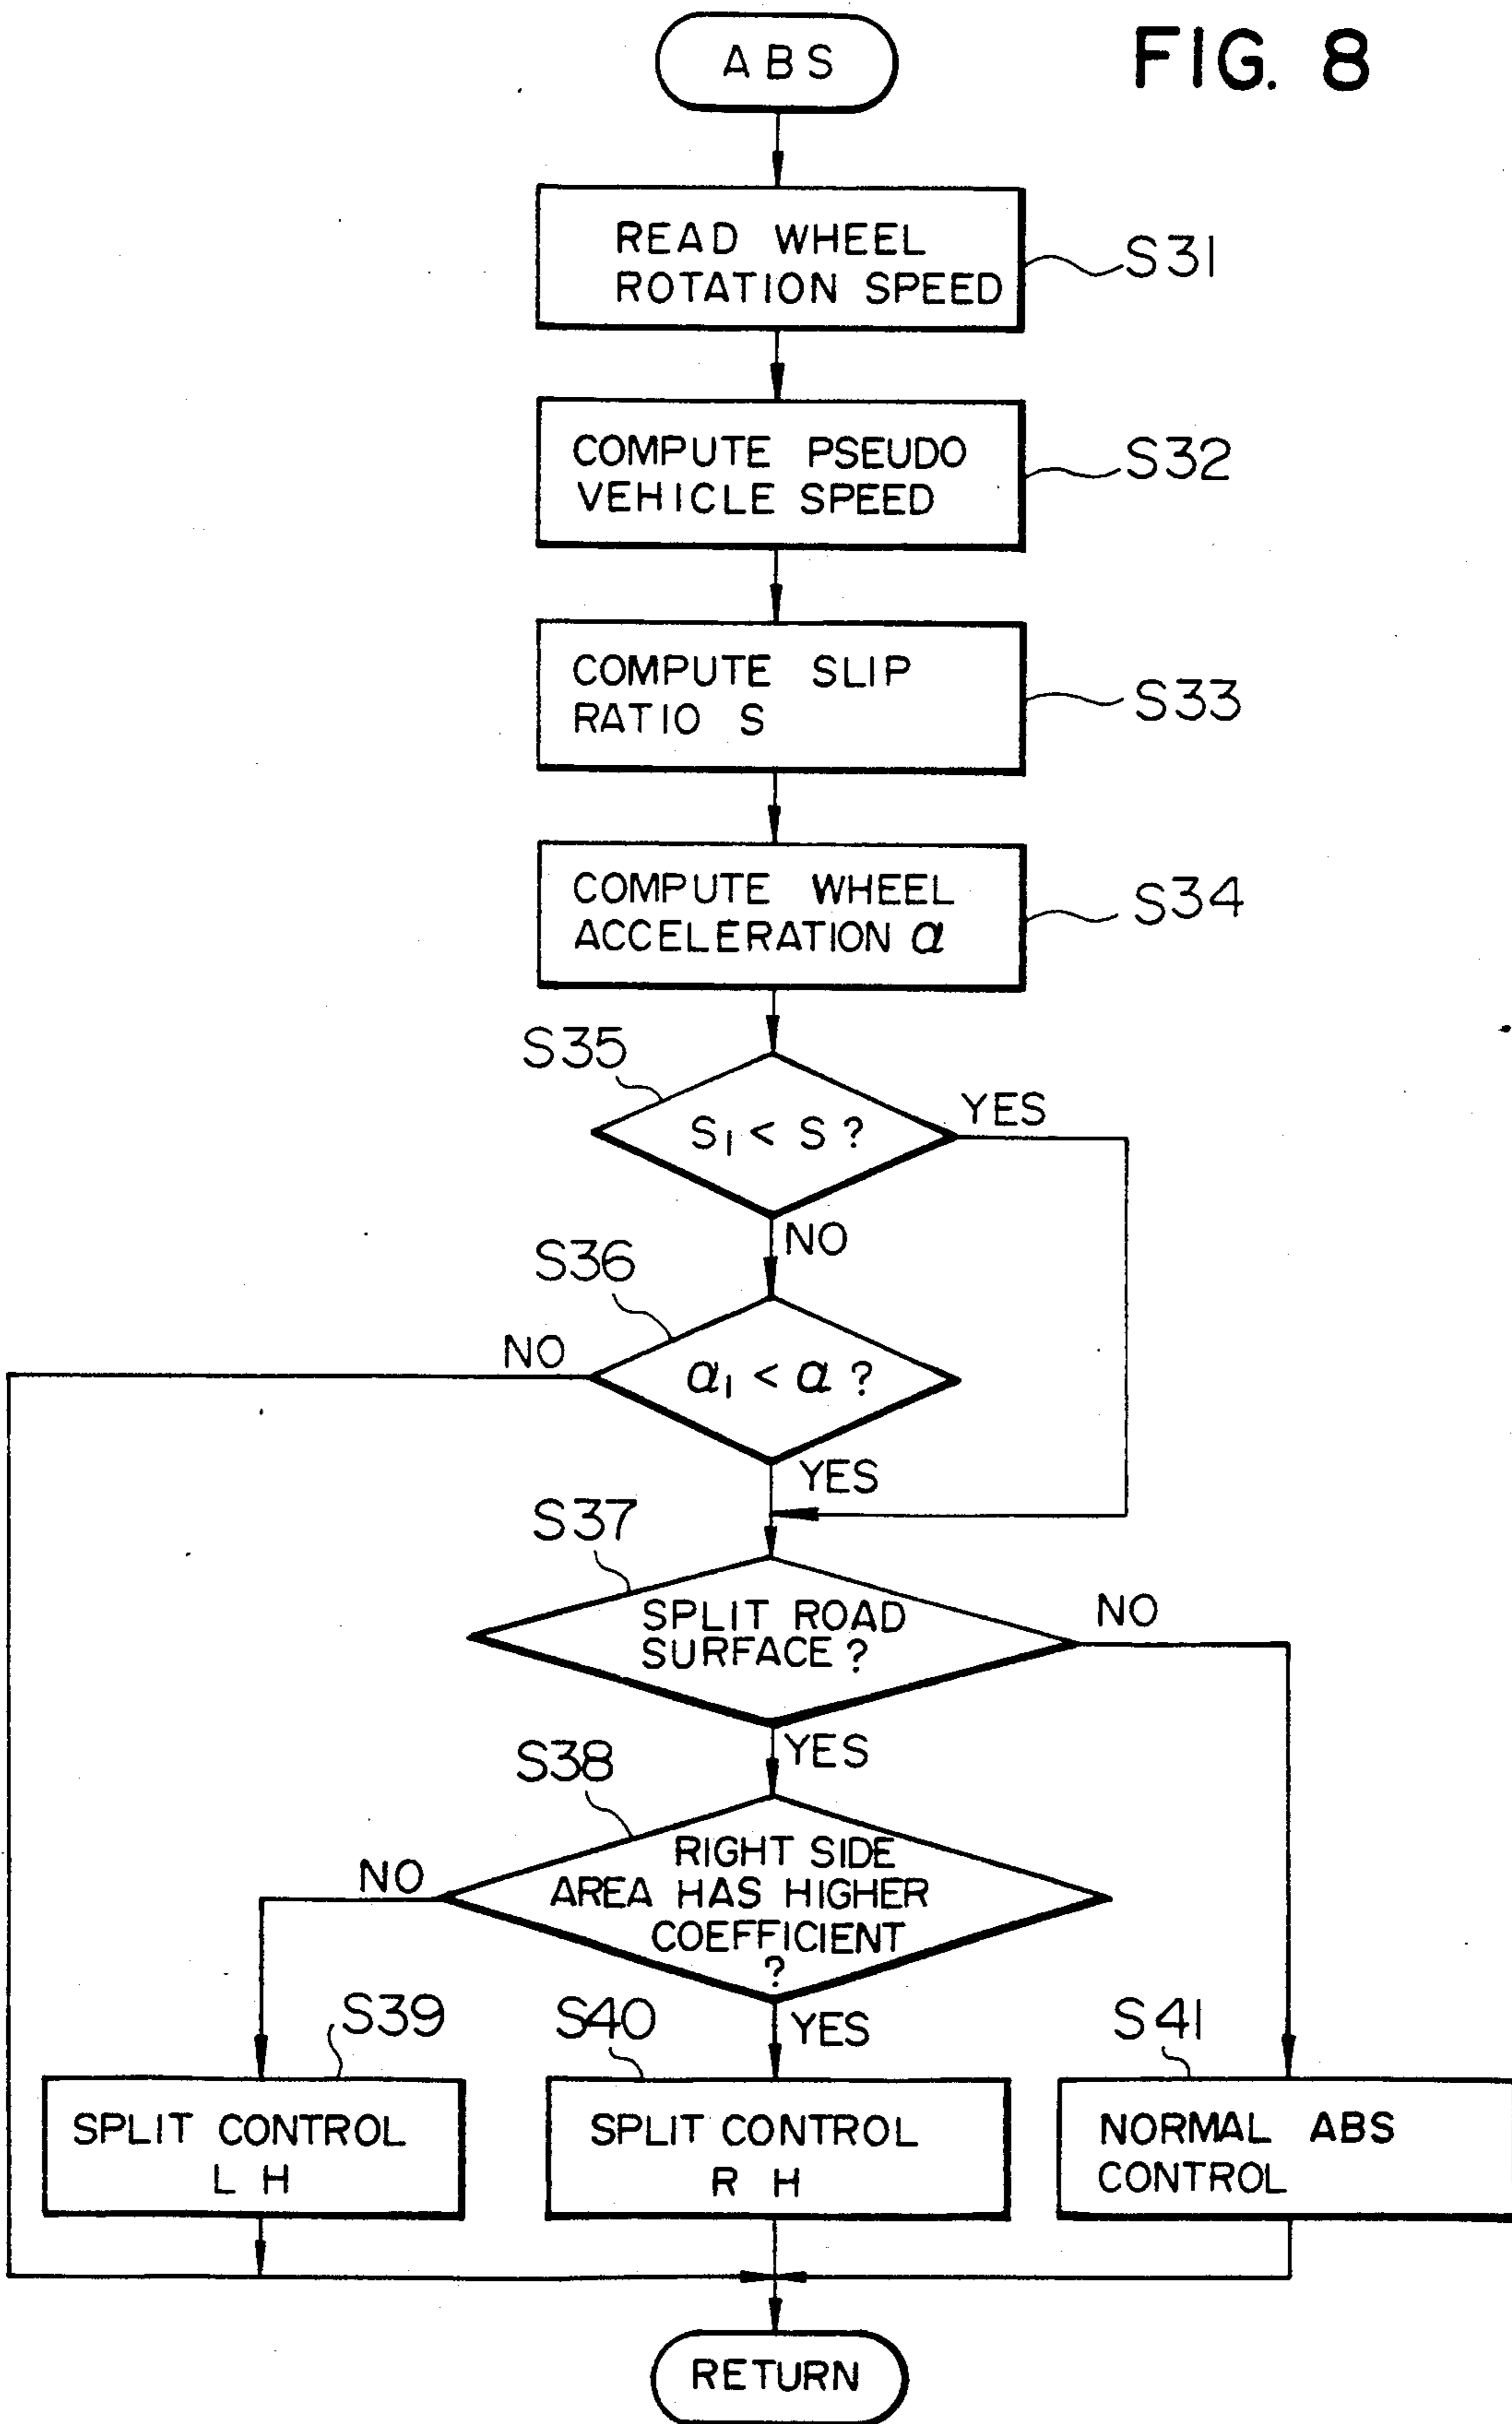 FIG. 8
ABS
READ WHEEL
ROTATION SPEED
S31
COMPUTE PSEUDO
VEHICLE SPEED
S32
COMPUTE SLIP
RATIO S
S33
COMPUTE WHEEL
ACCELERATION α
S34
S35
S₁ < S ?
YES
NO
S36
α₁ < α ?
NO
YES
S37
SPLIT ROAD
SURFACE ?
NO
YES
S38
RIGHT SIDE
AREA HAS HIGHER
COEFFICIENT
?
NO
YES
S39
SPLIT CONTROL
L H
S40
SPLIT CONTROL
R H
S41
NORMAL ABS
CONTROL
RETURN